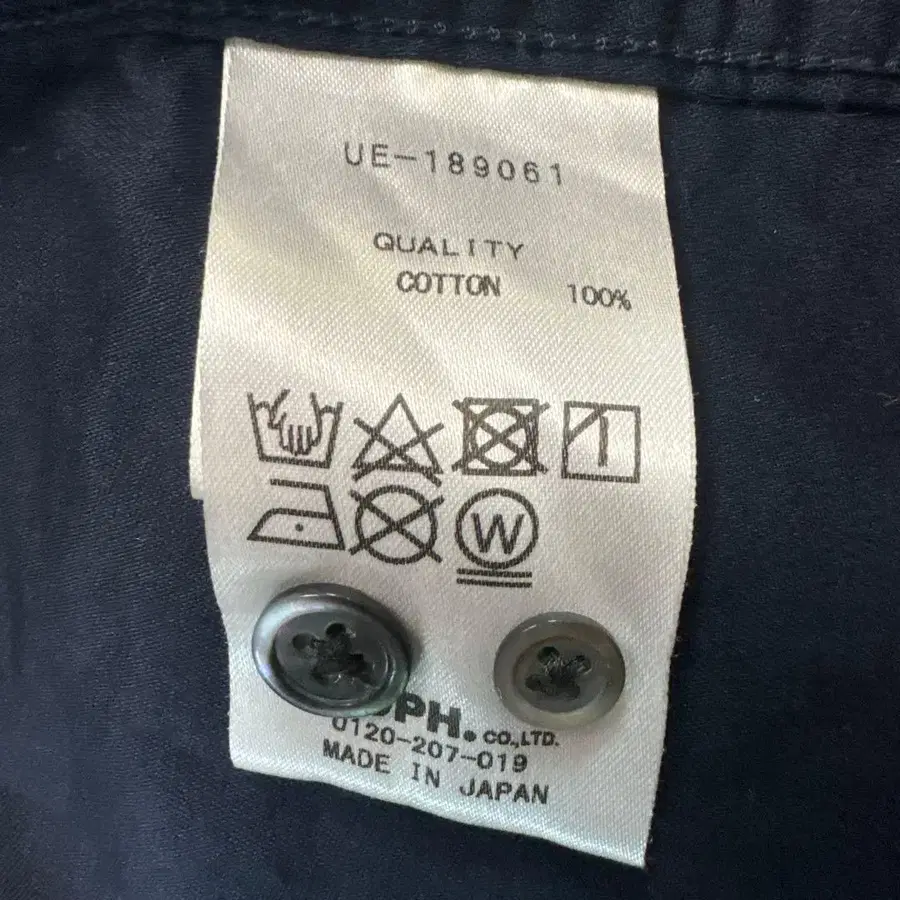 UE-189061
QUALITY
COTTON 100%
W
PH. CO.,LTD.
0120-207-019
MADE IN JAPAN